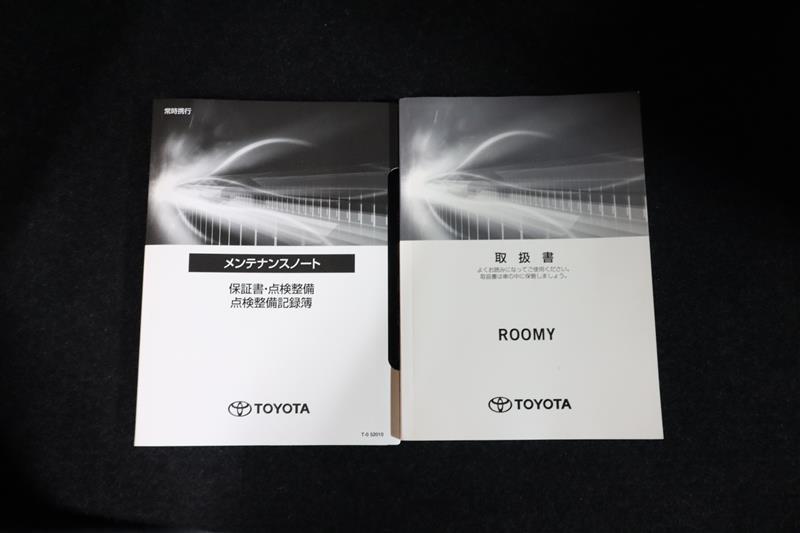 常時携行
メンテナンスノート
保証書・点検整備
点検整備記録簿
TOYOTA
T-0 52010
取扱書
よくお読みになってご使用ください。
取扱書は車の中に保管しましょう。
ROOMY
TOYOTA